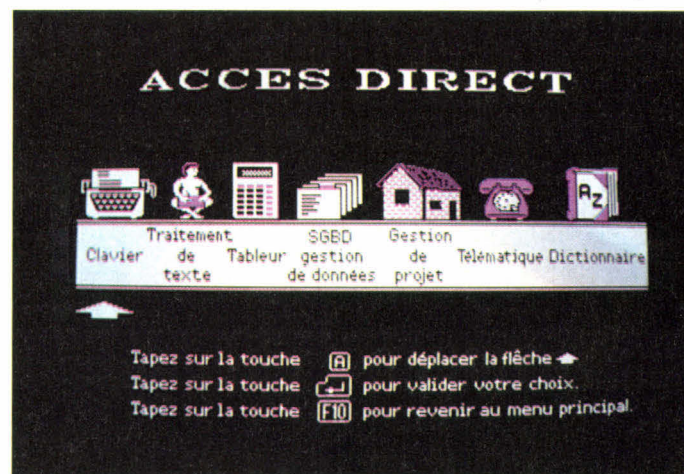 ACCES DIRECT
AZ
Clavier
Traitement
de
texte
Tableur
SGBD
gestion
de données
Gestion
de
projet
Télématique
Dictionnaire
Tapez sur la touche A pour déplacer la flêche
Tapez sur la touche pour valider votre choix.
Tapez sur la touche F10 pour revenir au menu principal.